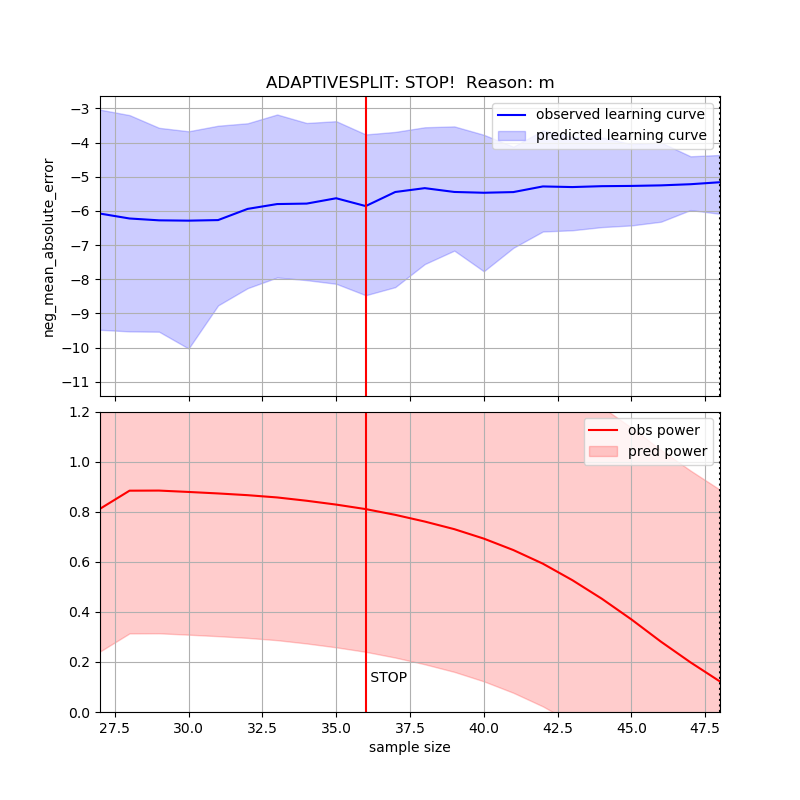 ADAPTIVESPLIT: STOP!  Reason: m
neg_mean_absolute_error
−3
−4
−5
−6
−7
−8
−9
−10
−11
observed learning curve
predicted learning curve
1.2
1.0
0.8
0.6
0.4
0.2
0.0
obs power
pred power
STOP
27.5 30.0 32.5 35.0 37.5 40.0 42.5 45.0 47.5
sample size